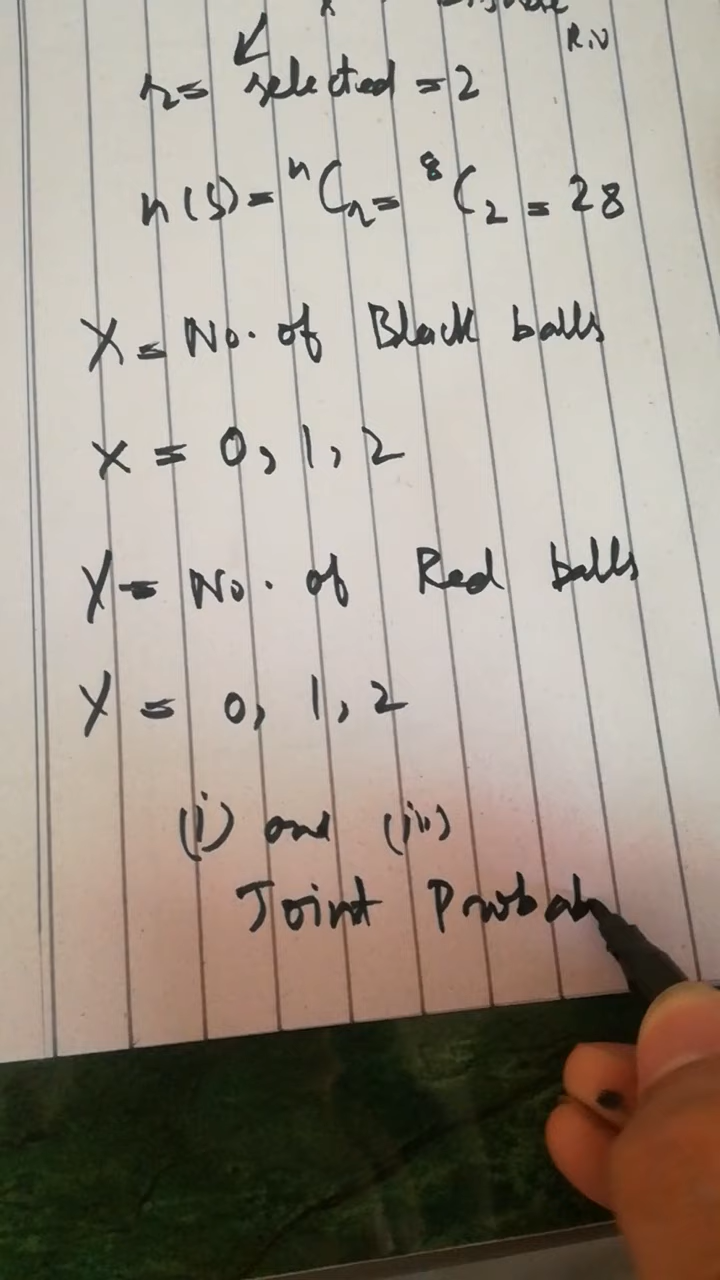 R.V
r = selected = 2
n(S) = ⁿCᵣ = ⁸C₂ = 28
X = No. of Black balls
X = 0, 1, 2
Y = No. of Red balls
Y = 0, 1, 2
(i) and (ii)
Joint Probab